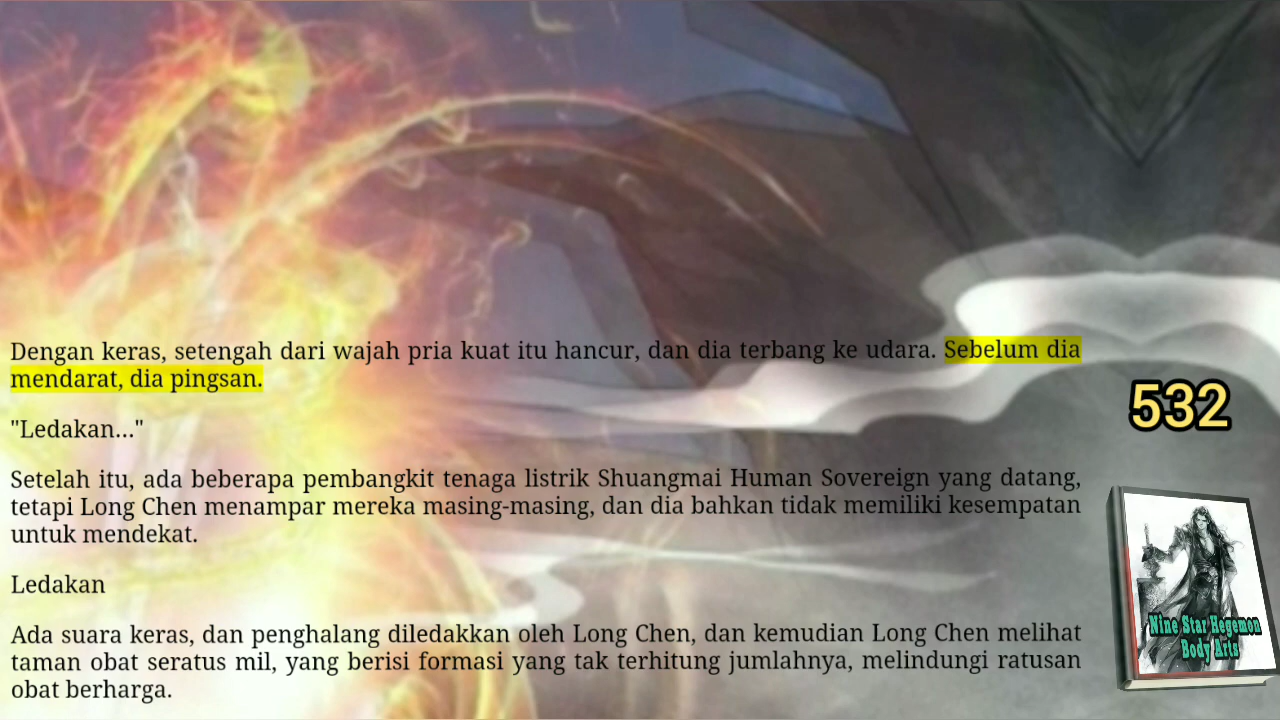 Dengan keras, setengah dari wajah pria kuat itu hancur, dan dia terbang ke udara. Sebelum dia
mendarat, dia pingsan.
"Ledakan..."
Setelah itu, ada beberapa pembangkit tenaga listrik Shuangmai Human Sovereign yang datang,
tetapi Long Chen menampar mereka masing-masing, dan dia bahkan tidak memiliki kesempatan
untuk mendekat.
Ledakan
Ada suara keras, dan penghalang diledakkan oleh Long Chen, dan kemudian Long Chen melihat
taman obat seratus mil, yang berisi formasi yang tak terhitung jumlahnya, melindungi ratusan
obat berharga.
532
Nine Star Hegemon
Body Arts